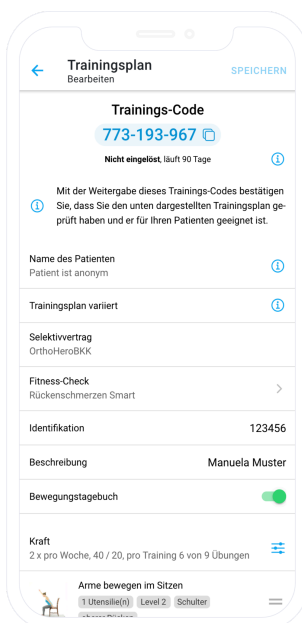 Trainingsplan
Bearbeiten
SPEICHERN
Trainings-Code
773-193-967
Nicht eingelöst, läuft 90 Tage
Mit der Weitergabe dieses Trainings-Codes bestätigen
Sie, dass Sie den unten dargestellten Trainingsplan ge-
prüft haben und er für Ihren Patienten geeignet ist.
Name des Patienten
Patient ist anonym
Trainingsplan variiert
Selektivvertrag
OrthoHeroBKK
Fitness-Check
Rückenschmerzen Smart
Identifikation 123456
Beschreibung Manuela Muster
Bewegungstagebuch
Kraft
2 x pro Woche, 40 / 20, pro Training 6 von 9 Übungen
Arme bewegen im Sitzen
1 Utensilie(n) Level 2 Schulter
oberer Rücken